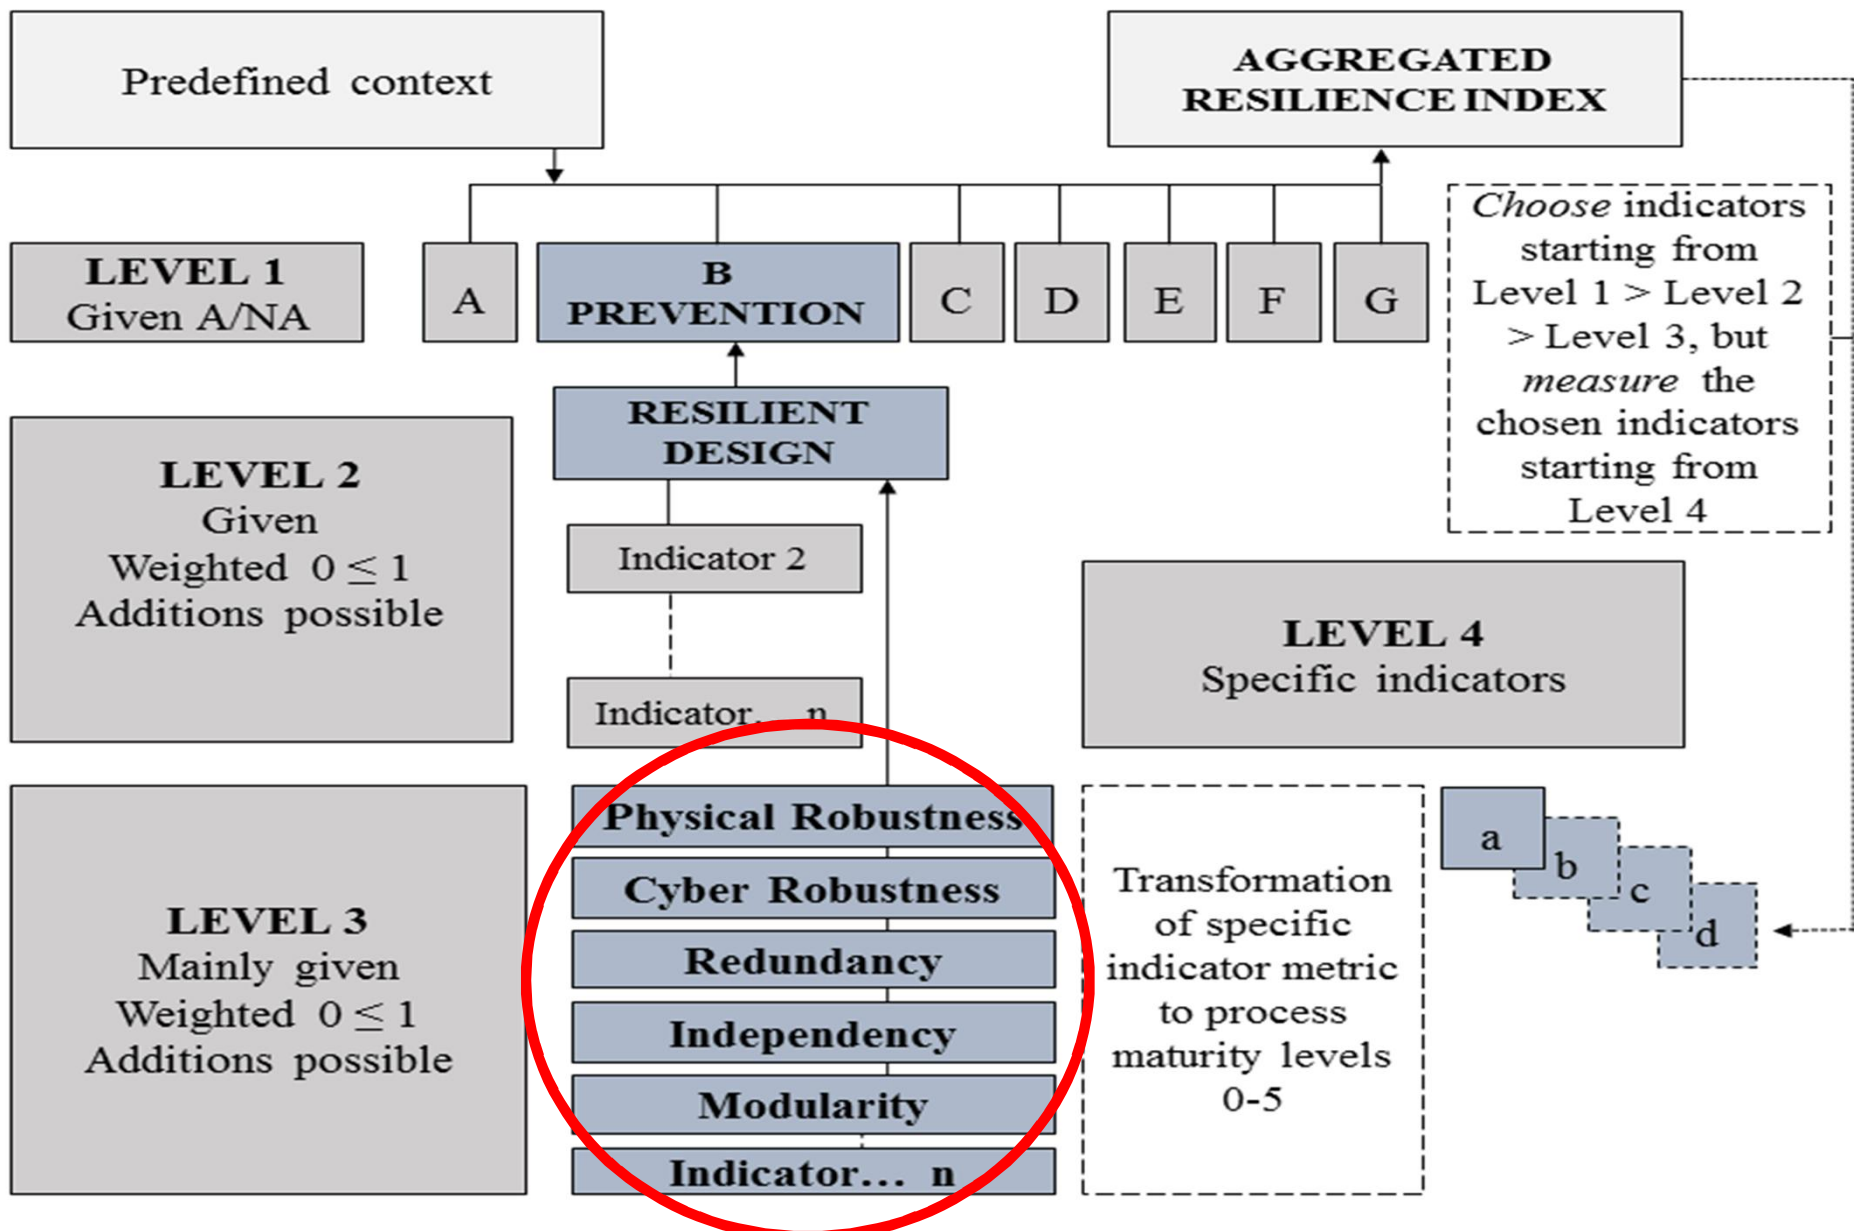 Predefined context
AGGREGATED
RESILIENCE INDEX
LEVEL 1
Given A/NA
A
B
PREVENTION
C
D
E
F
G
Choose indicators
starting from
Level 1 > Level 2
> Level 3, but
measure the
chosen indicators
starting from
Level 4
RESILIENT
DESIGN
LEVEL 2
Given
Weighted 0 ≤ 1
Additions possible
Indicator 2
Indicator... n
LEVEL 4
Specific indicators
LEVEL 3
Mainly given
Weighted 0 ≤ 1
Additions possible
Physical Robustness
Cyber Robustness
Redundancy
Independency
Modularity
Indicator... n
Transformation
of specific
indicator metric
to process
maturity levels
0-5
a
b
c
d